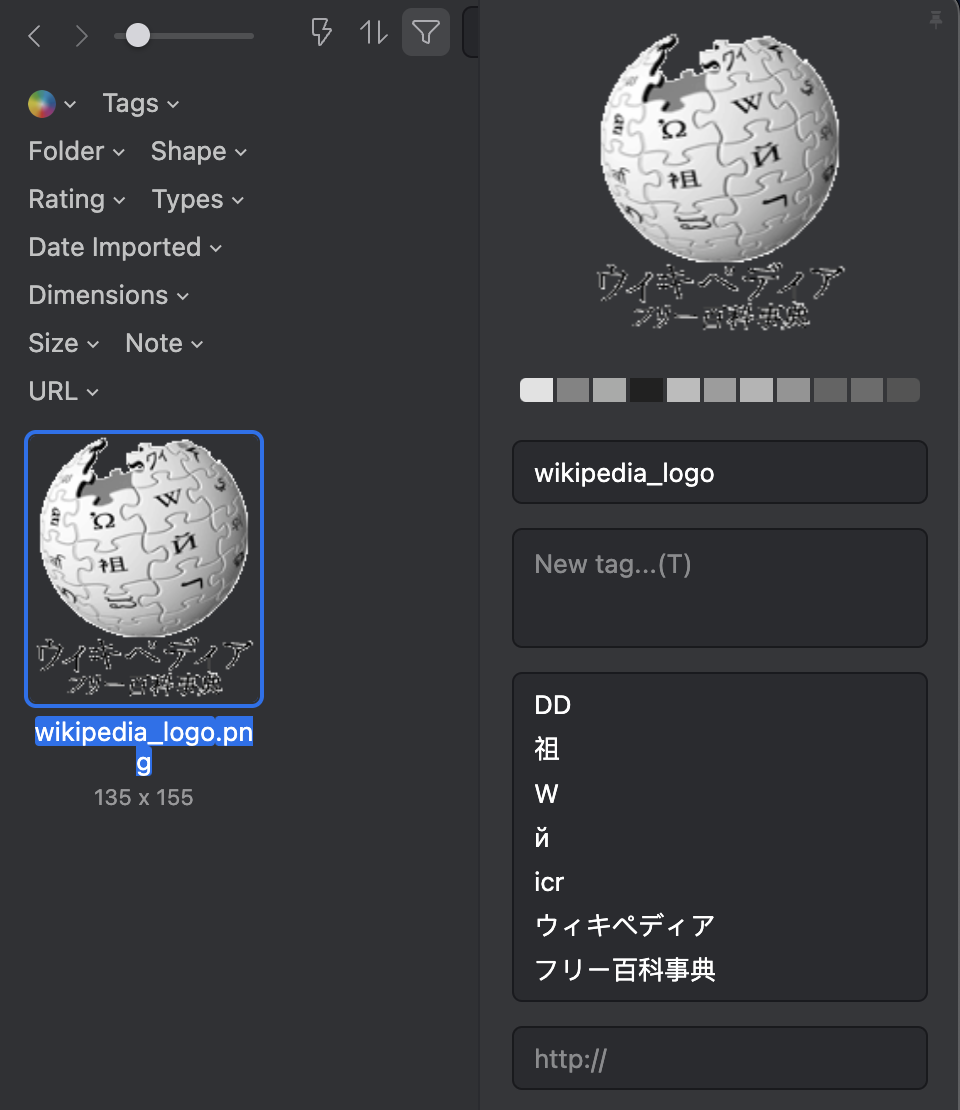 Tags
Folder Shape
Rating Types
Date Imported
Dimensions
Size Note
URL
Ω W
祖 Й
ウィキペディア
フリー百科事典
wikipedia_logo.pn
g
135 x 155
Ω W
祖 Й
ウィキペディア
フリー百科事典
wikipedia_logo
New tag...(T)
DD
祖
W
й
icr
ウィキペディア
フリー百科事典
http://